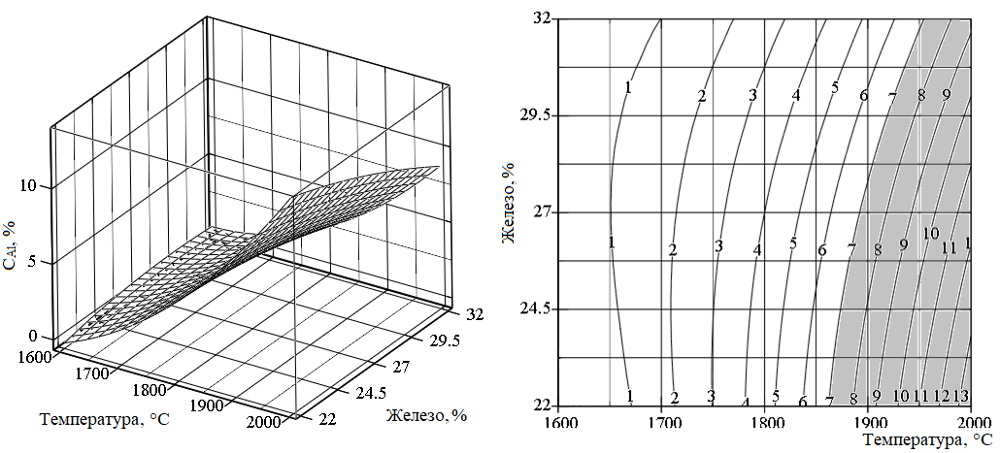 10
5
0
C_Al, %
1600
1700
1800
1900
2000
Температура, °C
22
24.5
27
29.5
32
Железо, %
32
29.5
27
24.5
22
Железо, %
1 2 3 4 5 6 7 8 9
1 2 3 4 5 6 7 8 9 10 11 1
1 2 3 4 5 6 7 8 9 10 11 12 13
1600 1700 1800 1900 2000
Температура, °C